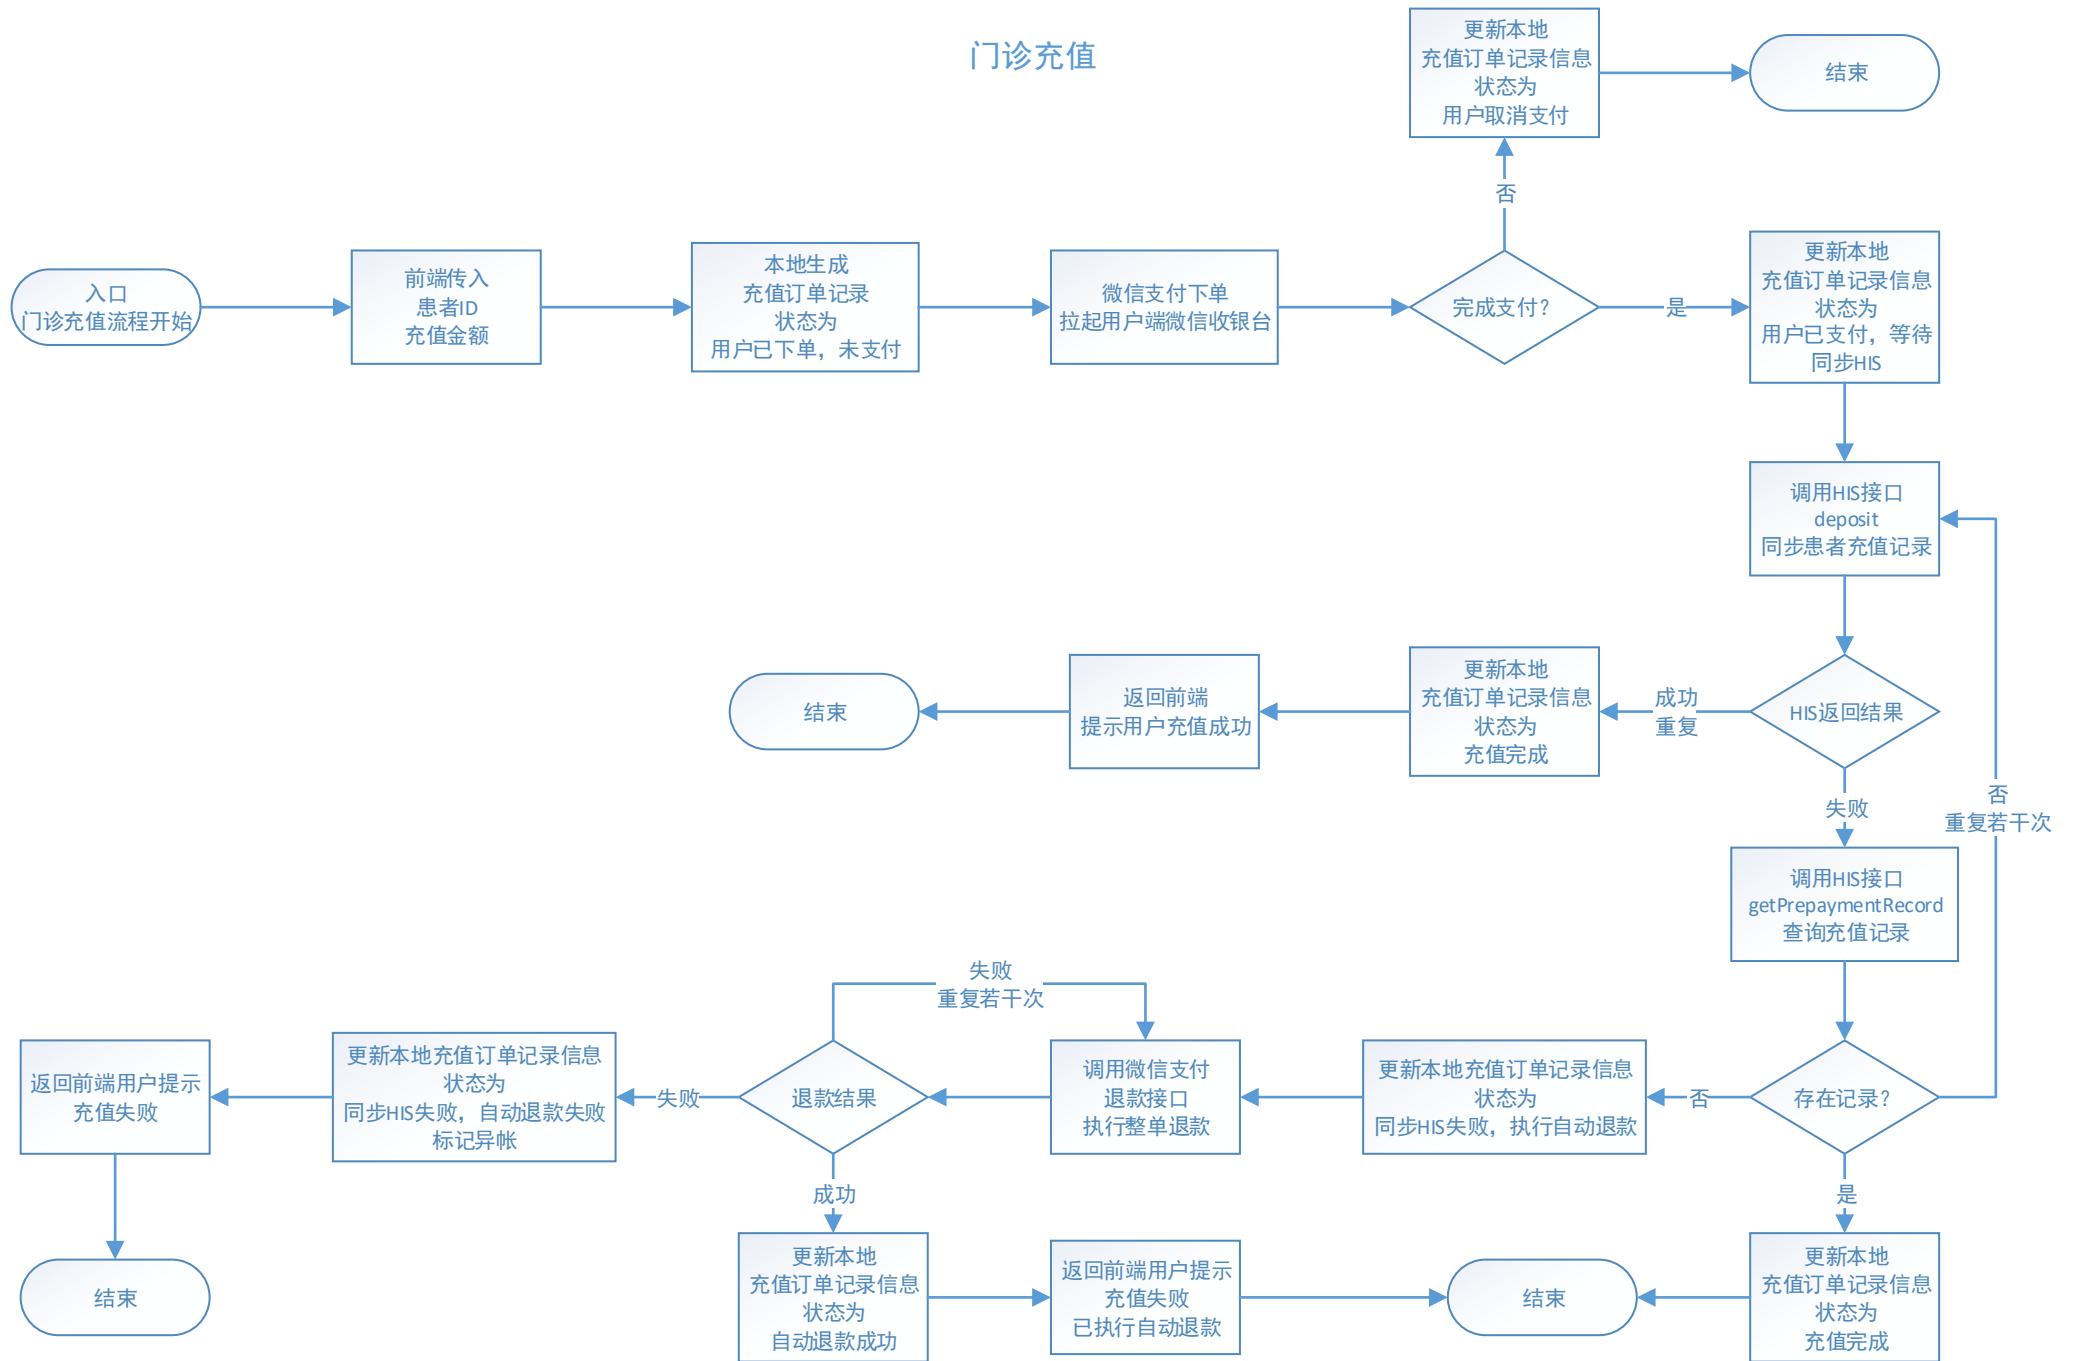 门诊充值
更新本地
充值订单记录信息
状态为
用户取消支付
结束
否
入口
门诊充值流程开始
前端传入
患者ID
充值金额
本地生成
充值订单记录
状态为
用户已下单，未支付
微信支付下单
拉起用户端微信收银台
完成支付？
是
更新本地
充值订单记录信息
状态为
用户已支付，等待
同步HIS
调用HIS接口
deposit
同步患者充值记录
HIS返回结果
成功
重复
更新本地
充值订单记录信息
状态为
充值完成
返回前端
提示用户充值成功
结束
失败
否
重复若干次
调用HIS接口
getPrepaymentRecord
查询充值记录
存在记录？
否
更新本地充值订单记录信息
状态为
同步HIS失败，执行自动退款
调用微信支付
退款接口
执行整单退款
失败
重复若干次
退款结果
失败
更新本地充值订单记录信息
状态为
同步HIS失败，自动退款失败
标记异帐
返回前端用户提示
充值失败
结束
成功
更新本地
充值订单记录信息
状态为
自动退款成功
返回前端用户提示
充值失败
已执行自动退款
结束
是
更新本地
充值订单记录信息
状态为
充值完成